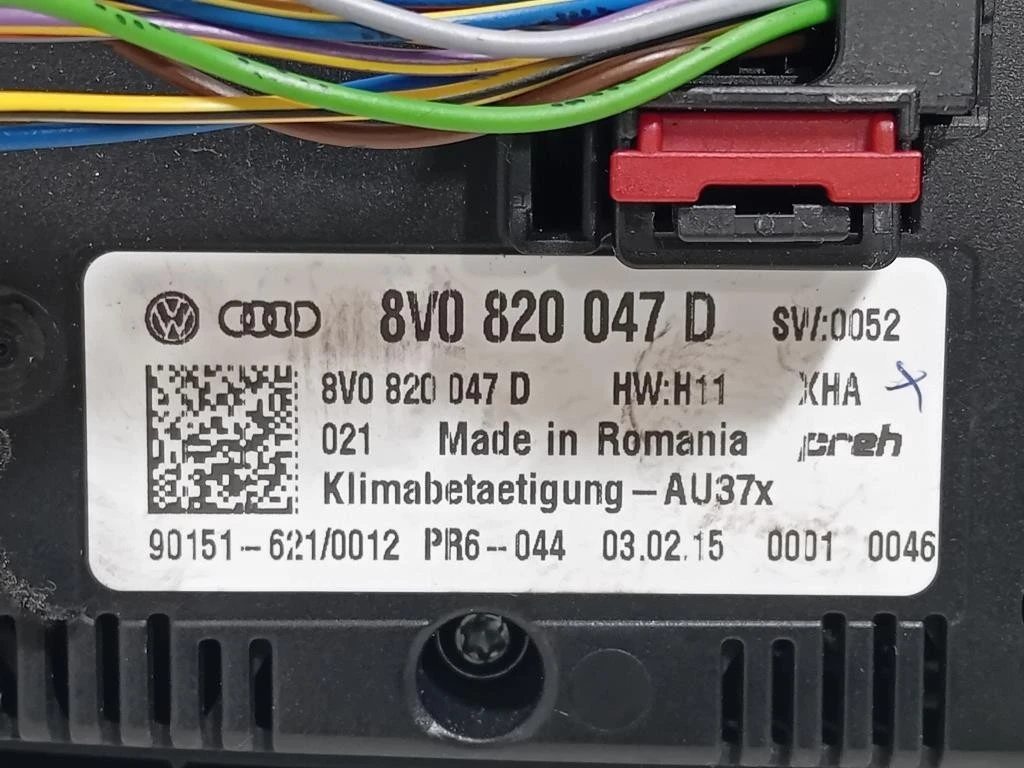 8V0 820 047 D SW:0052
8V0 820 047 D HW:H11 XHA X
021 Made in Romania preh
Klimabetaetigung-AU37x
90151-621/0012 PR6-044 03.02.15 0001 0046